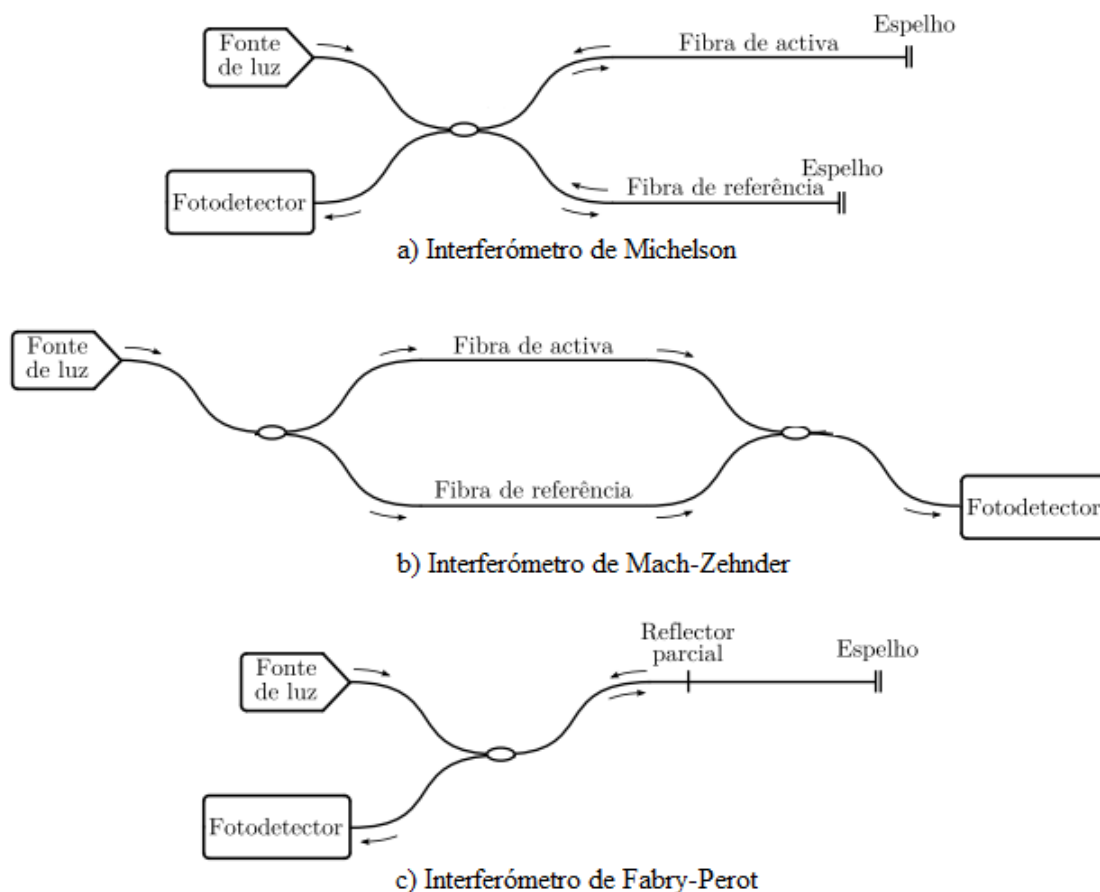 Espelho
Fonte
de luz
Fibra de activa
Espelho
Fotodetector
Fibra de referência
a) Interferómetro de Michelson
Fonte
de luz
Fibra de activa
Fibra de referência
Fotodetector
b) Interferómetro de Mach-Zehnder
Reflector
parcial
Espelho
Fonte
de luz
Fotodetector
c) Interferómetro de Fabry-Perot